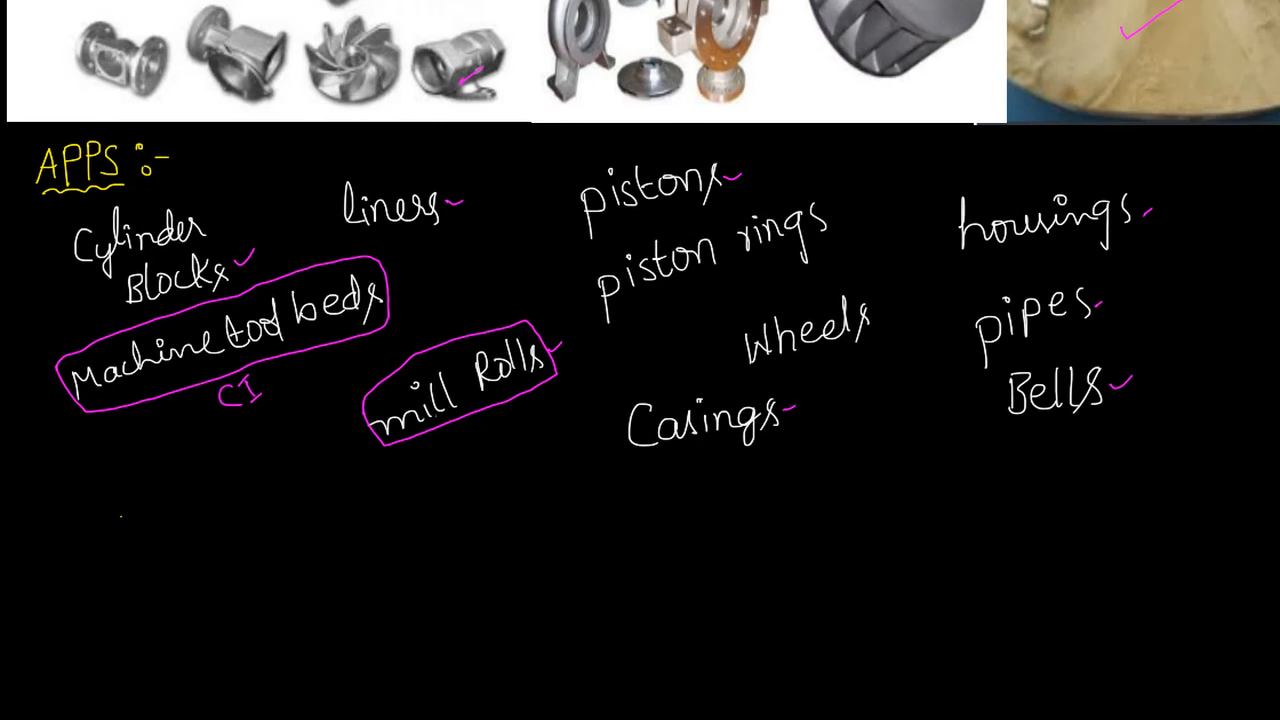 APPS :-
Cylinder
Blocks
liners
pistons
piston rings
housings
Machine tool beds
CI
mill Rolls
Wheels
pipes
Casings
Bells